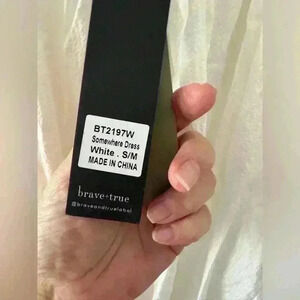 BT2197W
Somewhere Dress
White . S/M
MADE IN CHINA
brave+true
@braveandtruelabel